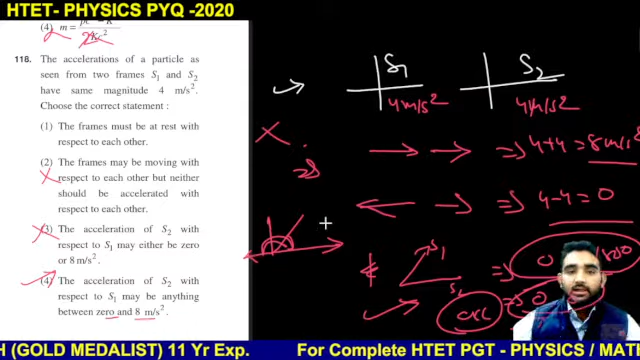 HTET- PHYSICS PYQ -2020
(4) m =
118. The accelerations of a particle as
seen from two frames S1 and S2
have same magnitude 4 m/s².
Choose the correct statement :
(1) The frames must be at rest with
respect to each other.
(2) The frames may be moving with
respect to each other but neither
should be accelerated with
respect to each other.
(3) The acceleration of S2 with
respect to S1 may either be zero
or 8 m/s².
(4) The acceleration of S2 with
respect to S1 may be anything
between zero and 8 m/s².
S1 S2
4m/s² 4m/s²
⇒ 4+4 = 8m/s²
⇒ 4-4 = 0
S1
0
H (GOLD MEDALIST) 11 Yr Exp. For Complete HTET PGT - PHYSICS / MAT